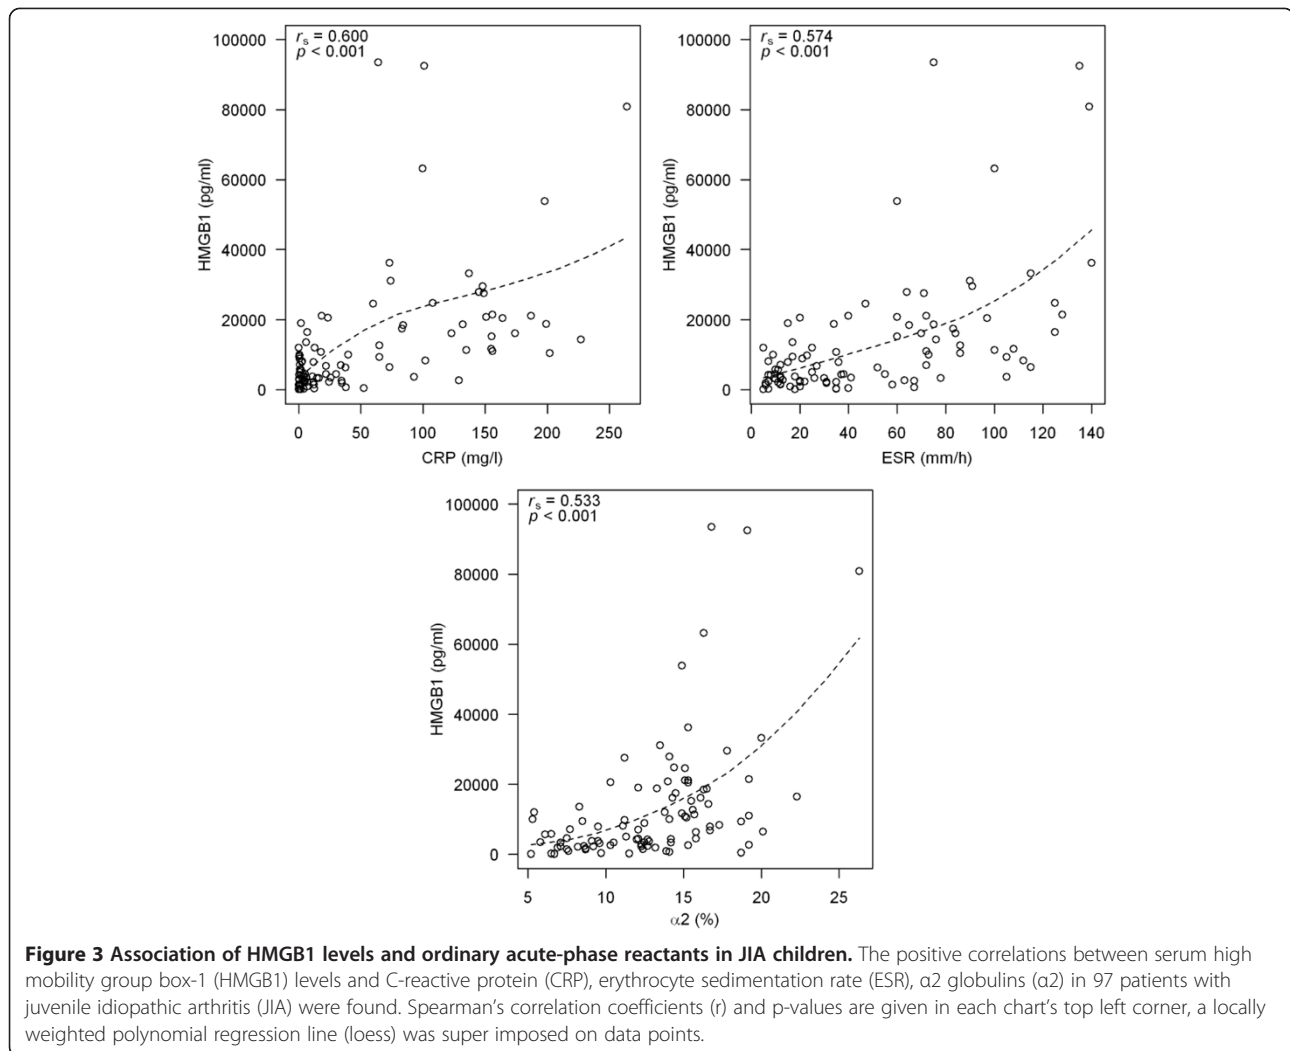 r_s = 0.600
p < 0.001
100000
80000
60000
40000
20000
0
HMGB1 (pg/ml)
0 50 100 150 200 250
CRP (mg/l)
r_s = 0.574
p < 0.001
100000
80000
60000
40000
20000
0
HMGB1 (pg/ml)
0 20 40 60 80 100 120 140
ESR (mm/h)
r_s = 0.533
p < 0.001
100000
80000
60000
40000
20000
0
HMGB1 (pg/ml)
5 10 15 20 25
α2 (%)
Figure 3 Association of HMGB1 levels and ordinary acute-phase reactants in JIA children. The positive correlations between serum high
mobility group box-1 (HMGB1) levels and C-reactive protein (CRP), erythrocyte sedimentation rate (ESR), α2 globulins (α2) in 97 patients with
juvenile idiopathic arthritis (JIA) were found. Spearman's correlation coefficients (r) and p-values are given in each chart's top left corner, a locally
weighted polynomial regression line (loess) was super imposed on data points.